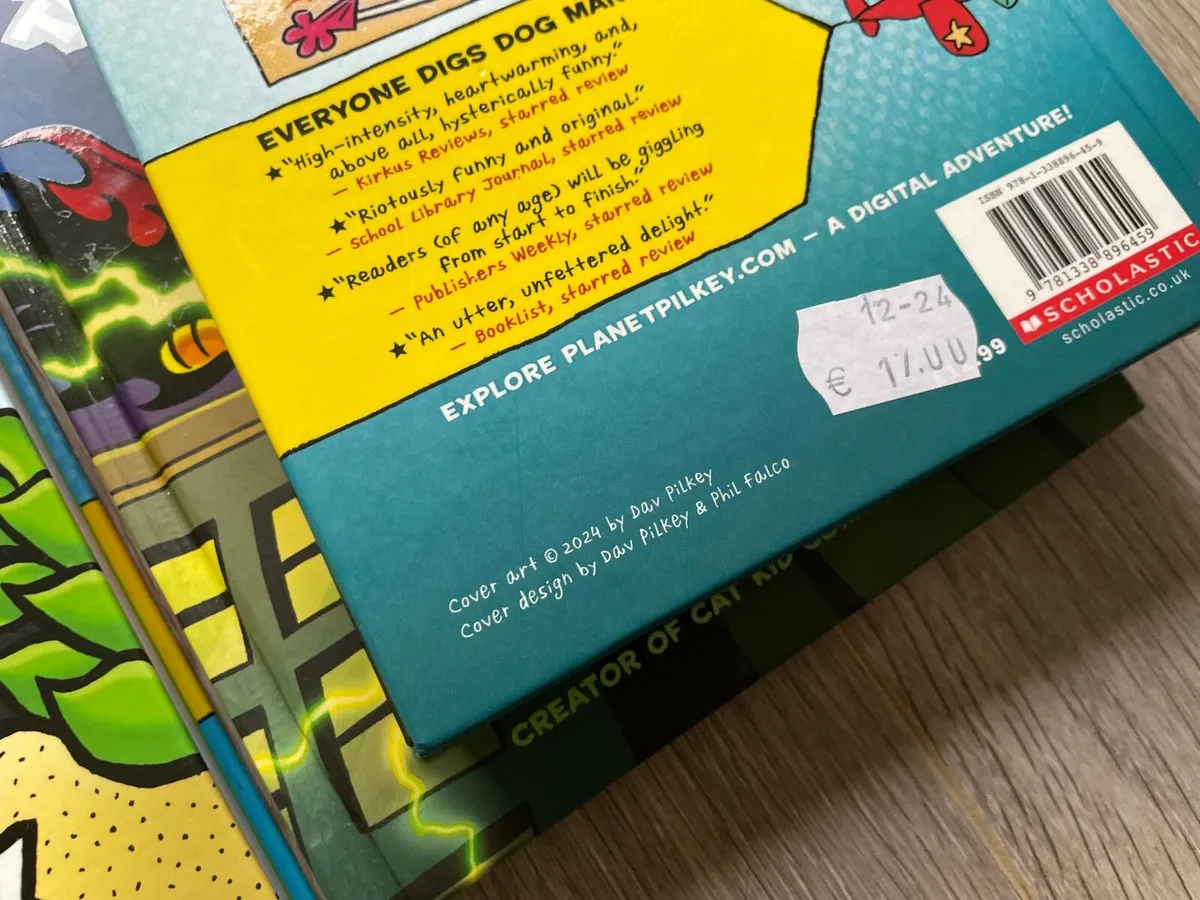 EVERYONE DIGS DOG MAN
★"High-intensity, heartwarming, and,
above all, hysterically funny."
— Kirkus Reviews, starred review
★"Riotously funny and original."
— School Library Journal, starred review
★"Readers (of any age) will be giggling
from start to finish."
— Publishers Weekly, starred review
★"An utter, unfettered delight."
— Booklist, starred review
EXPLORE PLANETPILKEY.COM — A DIGITAL ADVENTURE!
ISBN 978-1-338896-45-9
9 781338 896459
SCHOLASTIC
scholastic.co.uk
12-24
€ 17.00
.99
Cover art © 2024 by Dav Pilkey
Cover design by Dav Pilkey & Phil Falco
CREATOR OF CAT KID